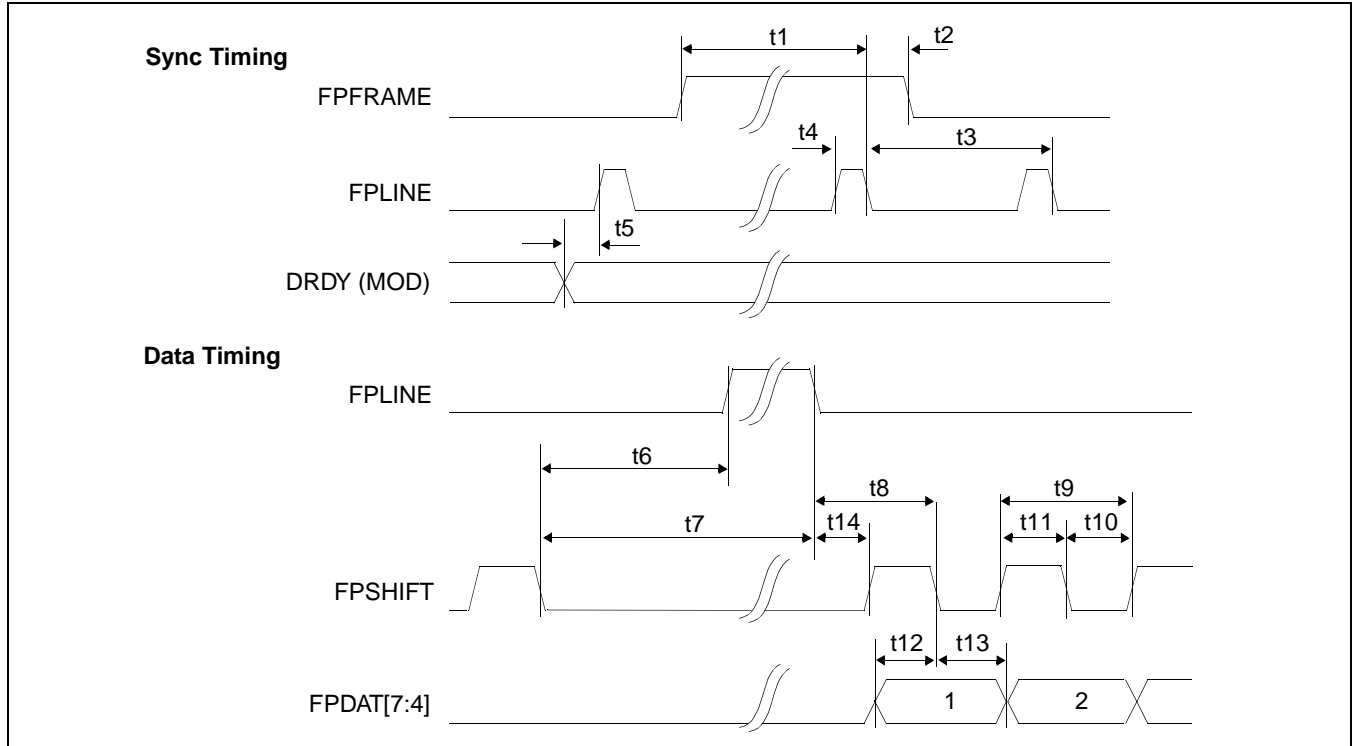 Sync Timing
t1
t2
FPFRAME
t4
t3
FPLINE
t5
DRDY (MOD)
Data Timing
FPLINE
t6
t8
t9
t7
t14
t11
t10
FPSHIFT
t12
t13
FPDAT[7:4]
1
2